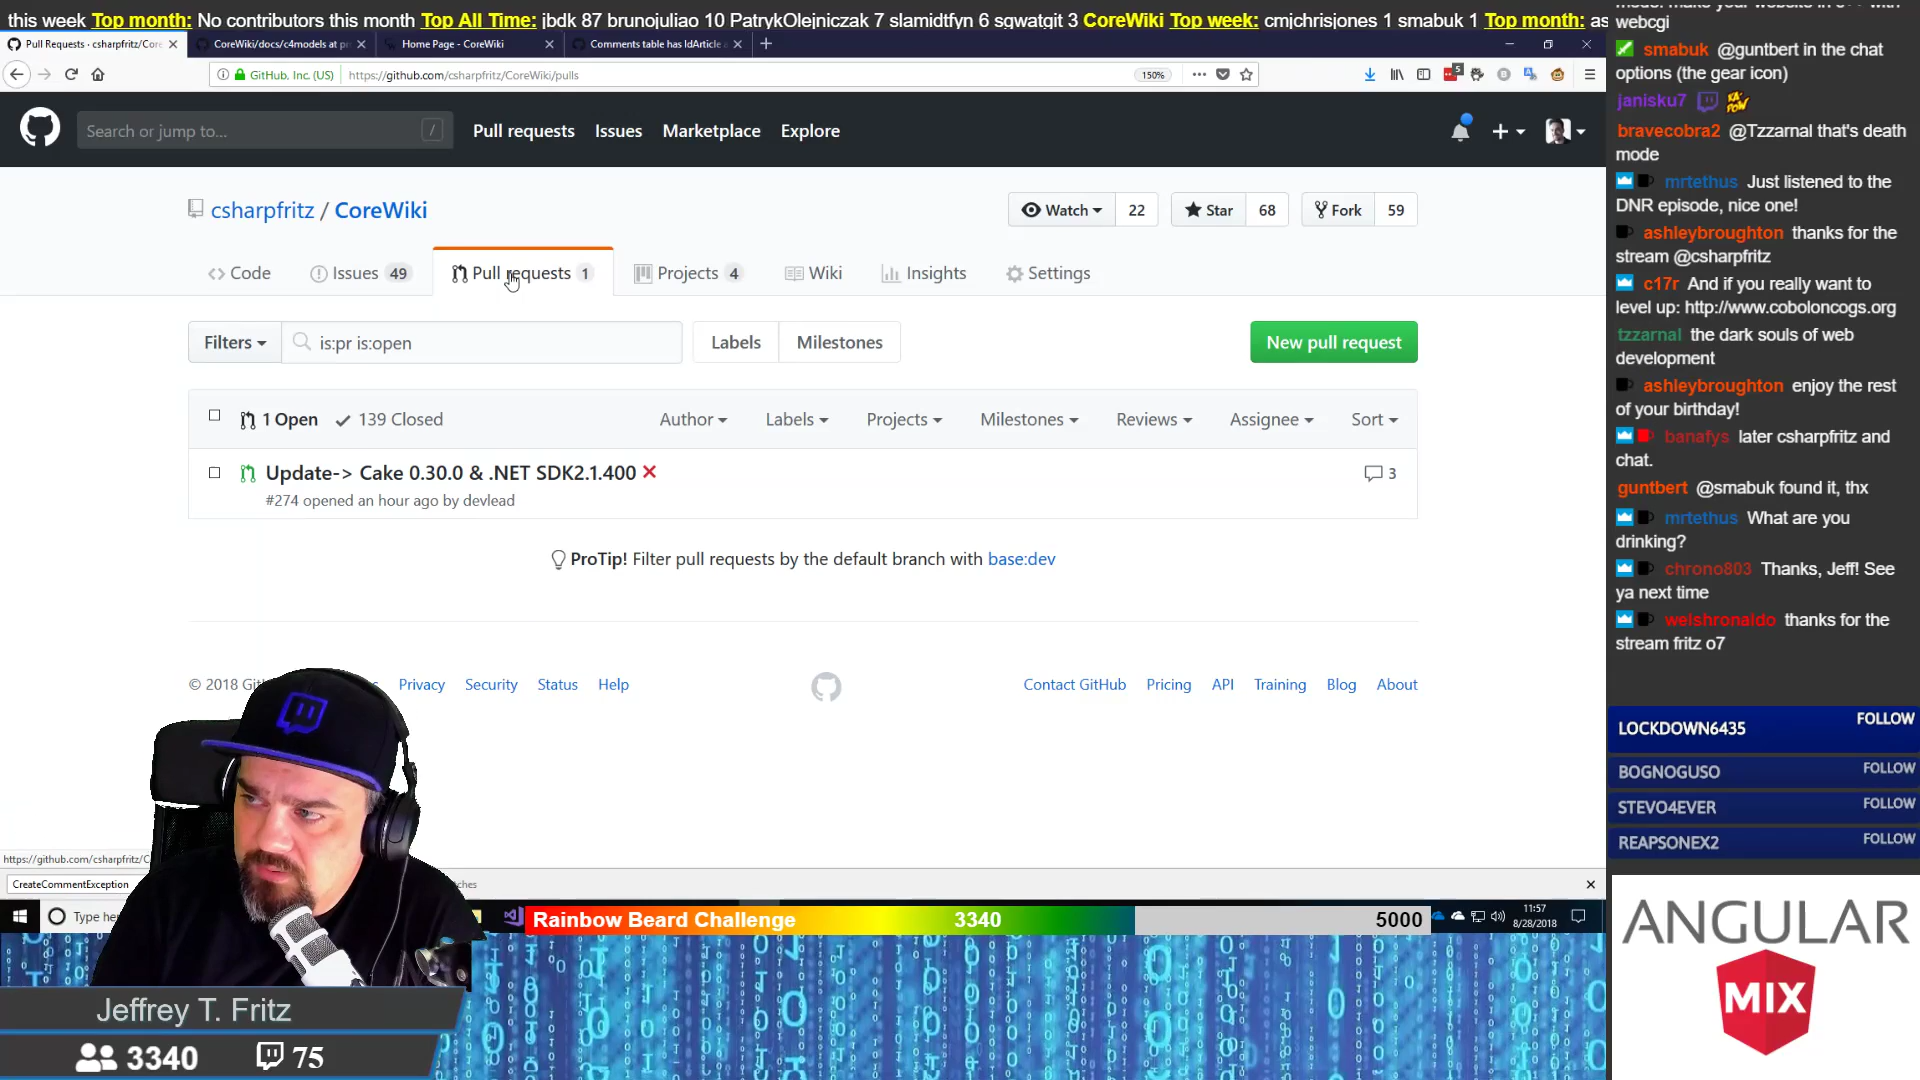 this week Top month: No contributors this month Top All Time: jbdk 87 brunojuliao 10 PatrykOlejniczak 7 slamidtfyn 6 sgwatgit 3 CoreWiki Top week: cmjchrisjones 1 smabuk 1 Top month: as
Pull Requests · csharpfritz/Core
CoreWiki/docs/c4models at pr
Home Page - CoreWiki
Comments table has IdArticle a
GitHub, Inc. (US)
https://github.com/csharpfritz/CoreWiki/pulls
150%
5
Search or jump to...
/
Pull requests
Issues
Marketplace
Explore
csharpfritz / CoreWiki
Watch 22
Star 68
Fork 59
Code
Issues 49
Pull requests 1
Projects 4
Wiki
Insights
Settings
Filters
is:pr is:open
Labels
Milestones
New pull request
1 Open
139 Closed
Author
Labels
Projects
Milestones
Reviews
Assignee
Sort
Update-> Cake 0.30.0 & .NET SDK2.1.400
3
#274 opened an hour ago by devlead
ProTip! Filter pull requests by the default branch with base:dev
© 2018
Privacy
Security
Status
Help
Contact GitHub
Pricing
API
Training
Blog
About
https://github.com/csharpfritz/C
CreateCommentException
Rainbow Beard Challenge
3340
5000
11:57
8/28/2018
Jeffrey T. Fritz
3340
75
webcgi
smabuk @guntbert in the chat
options (the gear icon)
janisku7
bravecobra2 @Tzzarnal that's death
mode
mrtethus Just listened to the
DNR episode, nice one!
ashleybroughton thanks for the
stream @csharpfritz
c17r And if you really want to
level up: http://www.coboloncogs.org
tzzarnal the dark souls of web
development
ashleybroughton enjoy the rest
of your birthday!
banafys later csharpfritz and
chat.
guntbert @smabuk found it, thx
mrtethus What are you
drinking?
chrono803 Thanks, Jeff! See
ya next time
welshronaldo thanks for the
stream fritz o7
LOCKDOWN6435 FOLLOW
BOGNOGUSO FOLLOW
STEVO4EVER FOLLOW
REAPSONEX2 FOLLOW
ANGULAR
MIX